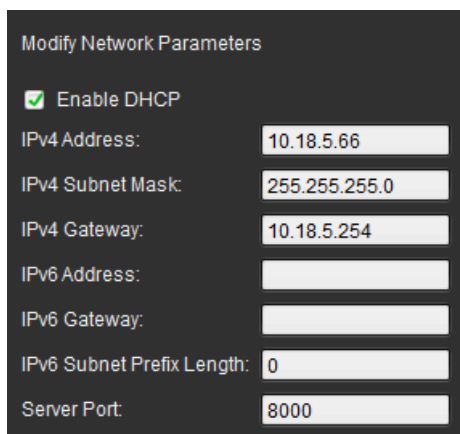 Modify Network Parameters
Enable DHCP
IPv4 Address: 10.18.5.66
IPv4 Subnet Mask: 255.255.255.0
IPv4 Gateway: 10.18.5.254
IPv6 Address:
IPv6 Gateway:
IPv6 Subnet Prefix Length: 0
Server Port: 8000